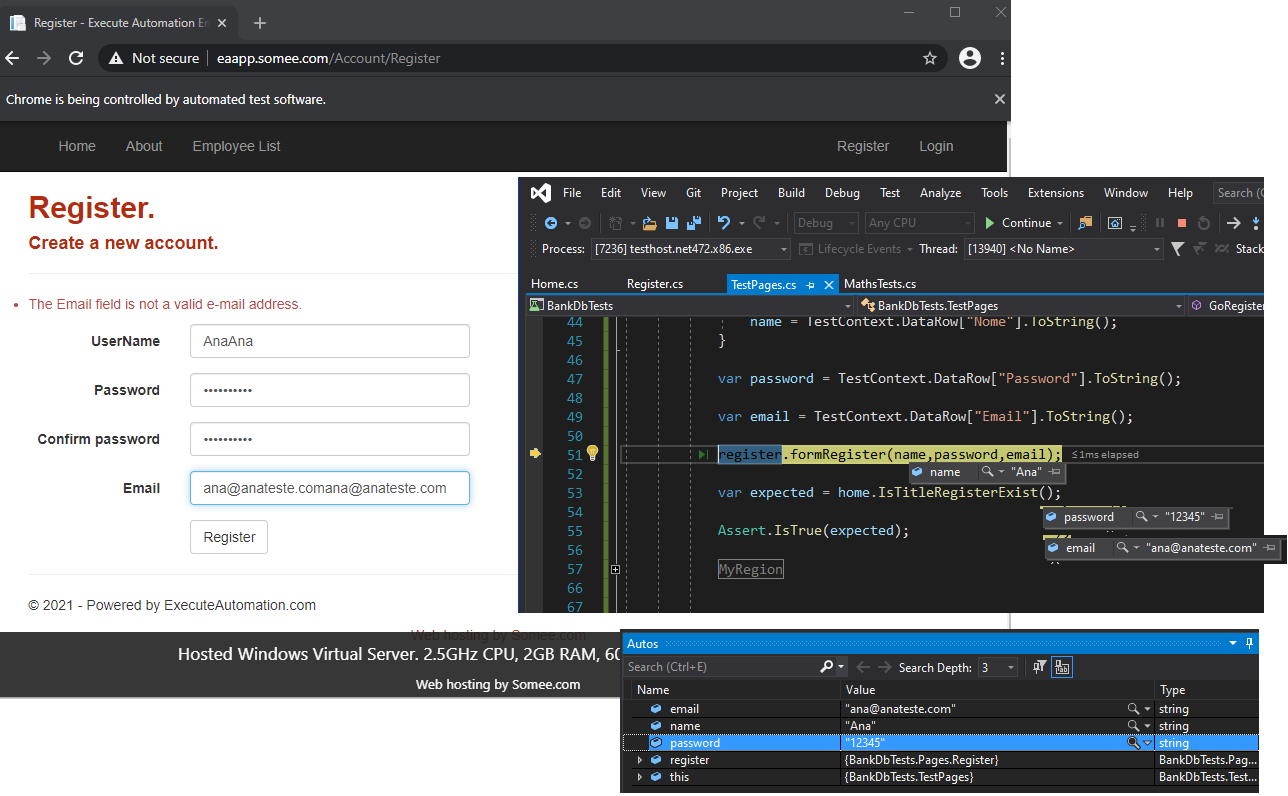 Register - Execute Automation Er
Not secure eaapp.somee.com/Account/Register
Chrome is being controlled by automated test software.
Home About Employee List Register Login
Register.
Create a new account.
The Email field is not a valid e-mail address.
UserName AnaAna
Password ••••••••••
Confirm password ••••••••••
Email ana@anateste.comana@anateste.com
Register
© 2021 - Powered by ExecuteAutomation.com
Web hosting by Somee.com
Hosted Windows Virtual Server. 2.5GHz CPU, 2GB RAM, 60
Web hosting by Somee.com
File Edit View Git Project Build Debug Test Analyze Tools Extensions Window Help Search (
Debug Any CPU Continue
Process: [7236] testhost.net472.x86.exe Lifecycle Events Thread: [13940] <No Name> Stack
Home.cs Register.cs TestPages.cs MathsTests.cs
BankDbTests BankDbTests.TestPages GoRegister
44 name = TestContext.DataRow["Nome"].ToString();
45 }
46
47 var password = TestContext.DataRow["Password"].ToString();
48
49 var email = TestContext.DataRow["Email"].ToString();
50
51 register.formRegister(name,password,email); ≤1ms elapsed
name "Ana"
52
53 var expected = home.IsTitleRegisterExist();
54
password "12345"
55 Assert.IsTrue(expected);
56
email "ana@anateste.com"
57 MyRegion
66
67
Autos
Search (Ctrl+E) Search Depth: 3
Name Value Type
email "ana@anateste.com" string
name "Ana" string
password "12345" string
register {BankDbTests.Pages.Register} BankDbTests.Pag...
this {BankDbTests.TestPages} BankDbTests.Test...